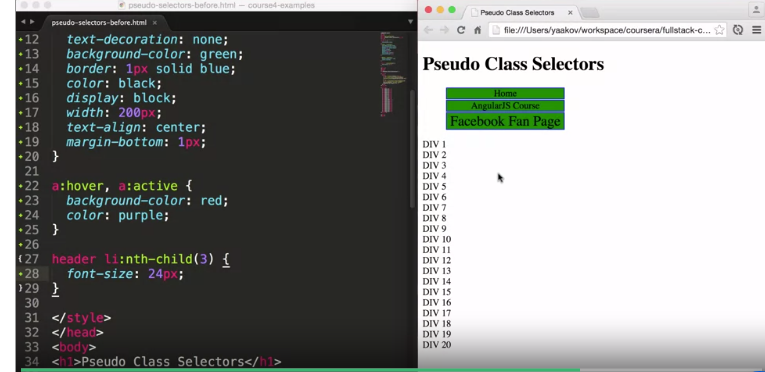 pseudo-selectors-before.html — course4-examples
pseudo-selectors-before.html ×
12 text-decoration: none;
13 background-color: green;
14 border: 1px solid blue;
15 color: black;
16 display: block;
17 width: 200px;
18 text-align: center;
19 margin-bottom: 1px;
20 }
21
22 a:hover, a:active {
23 background-color: red;
24 color: purple;
25 }
26
27 header li:nth-child(3) {
28 font-size: 24px;
29 }
30
31 </style>
32 </head>
33 <body>
34 <h1>Pseudo Class Selectors</h1>
Pseudo Class Selectors ×
file:///Users/yaakov/workspace/coursera/fullstack-c...
Pseudo Class Selectors
Home
AngularJS Course
Facebook Fan Page
DIV 1
DIV 2
DIV 3
DIV 4
DIV 5
DIV 6
DIV 7
DIV 8
DIV 9
DIV 10
DIV 11
DIV 12
DIV 13
DIV 14
DIV 15
DIV 16
DIV 17
DIV 18
DIV 19
DIV 20